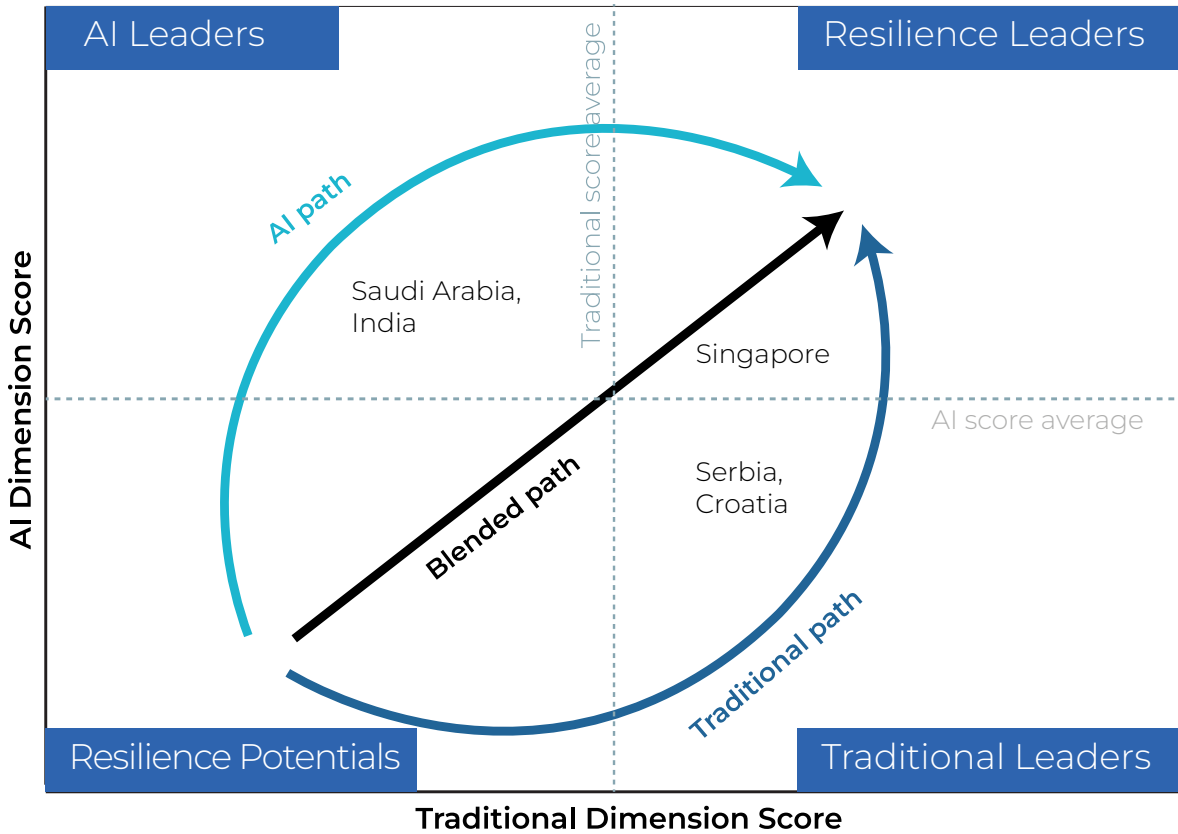 AI Leaders
Resilience Leaders
Traditional score average
AI path
Saudi Arabia,
India
Singapore
AI score average
AI Dimension Score
Blended path
Serbia,
Croatia
Traditional path
Resilience Potentials
Traditional Leaders
Traditional Dimension Score